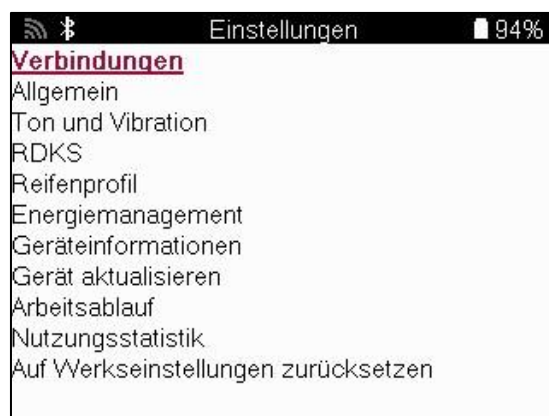 Einstellungen 94%
Verbindungen
Allgemein
Ton und Vibration
RDKS
Reifenprofil
Energiemanagement
Geräteinformationen
Gerät aktualisieren
Arbeitsablauf
Nutzungsstatistik
Auf Werkseinstellungen zurücksetzen